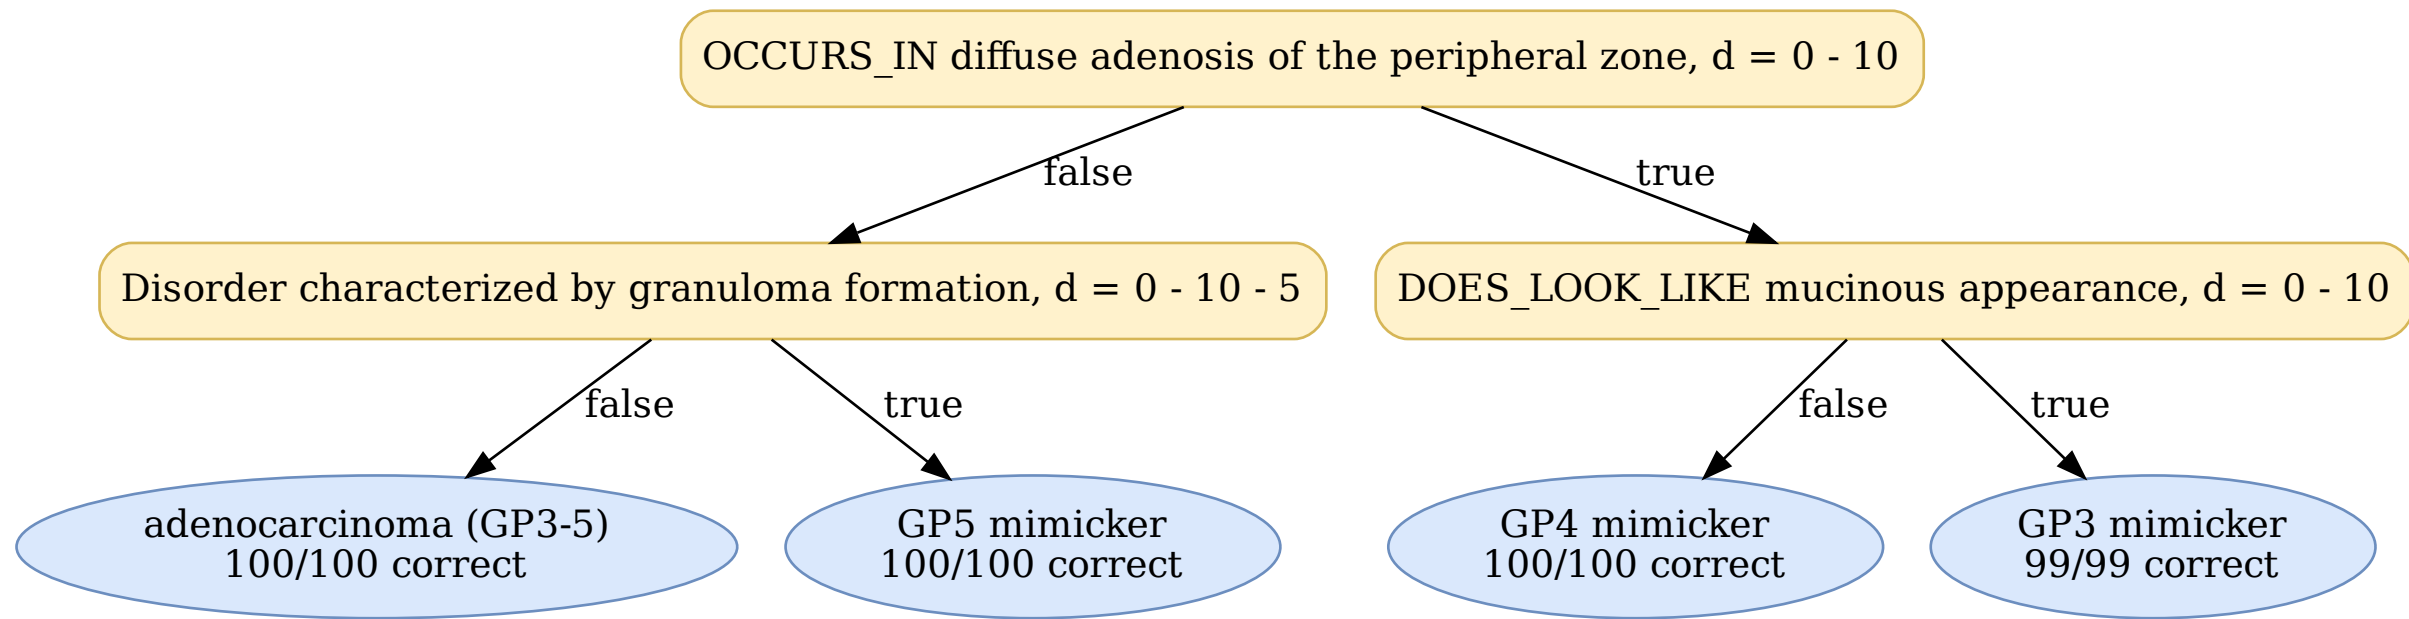 OCCURS_IN diffuse adenosis of the peripheral zone, d = 0 - 10
false
true
Disorder characterized by granuloma formation, d = 0 - 10 - 5
DOES_LOOK_LIKE mucinous appearance, d = 0 - 10
false
true
false
true
adenocarcinoma (GP3-5)
100/100 correct
GP5 mimicker
100/100 correct
GP4 mimicker
100/100 correct
GP3 mimicker
99/99 correct